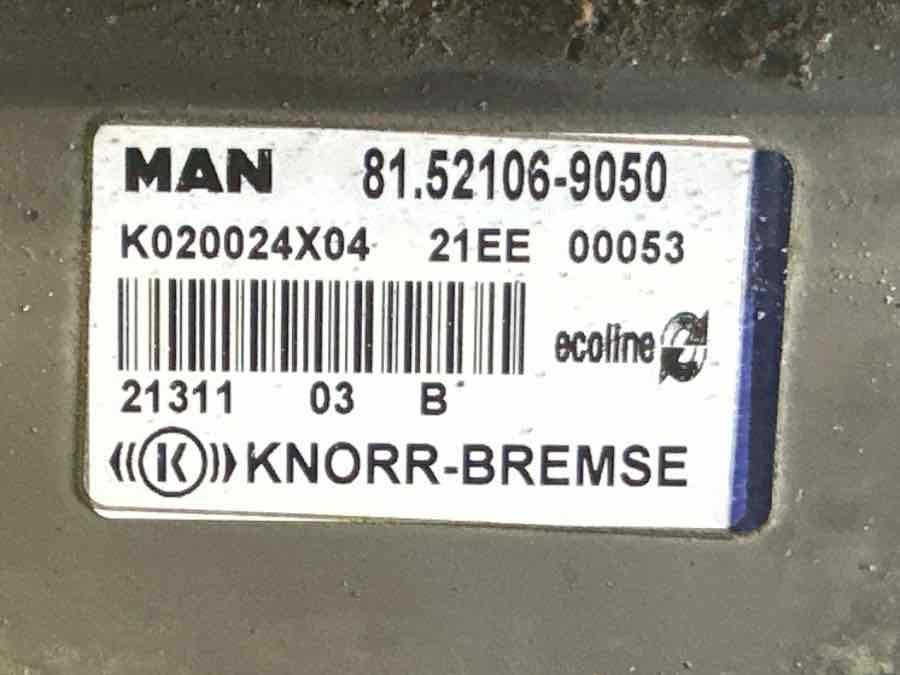 MAN 81.52106-9050
K020024X04 21EE 00053
ecoline
21311 03 B
K KNORR-BREMSE